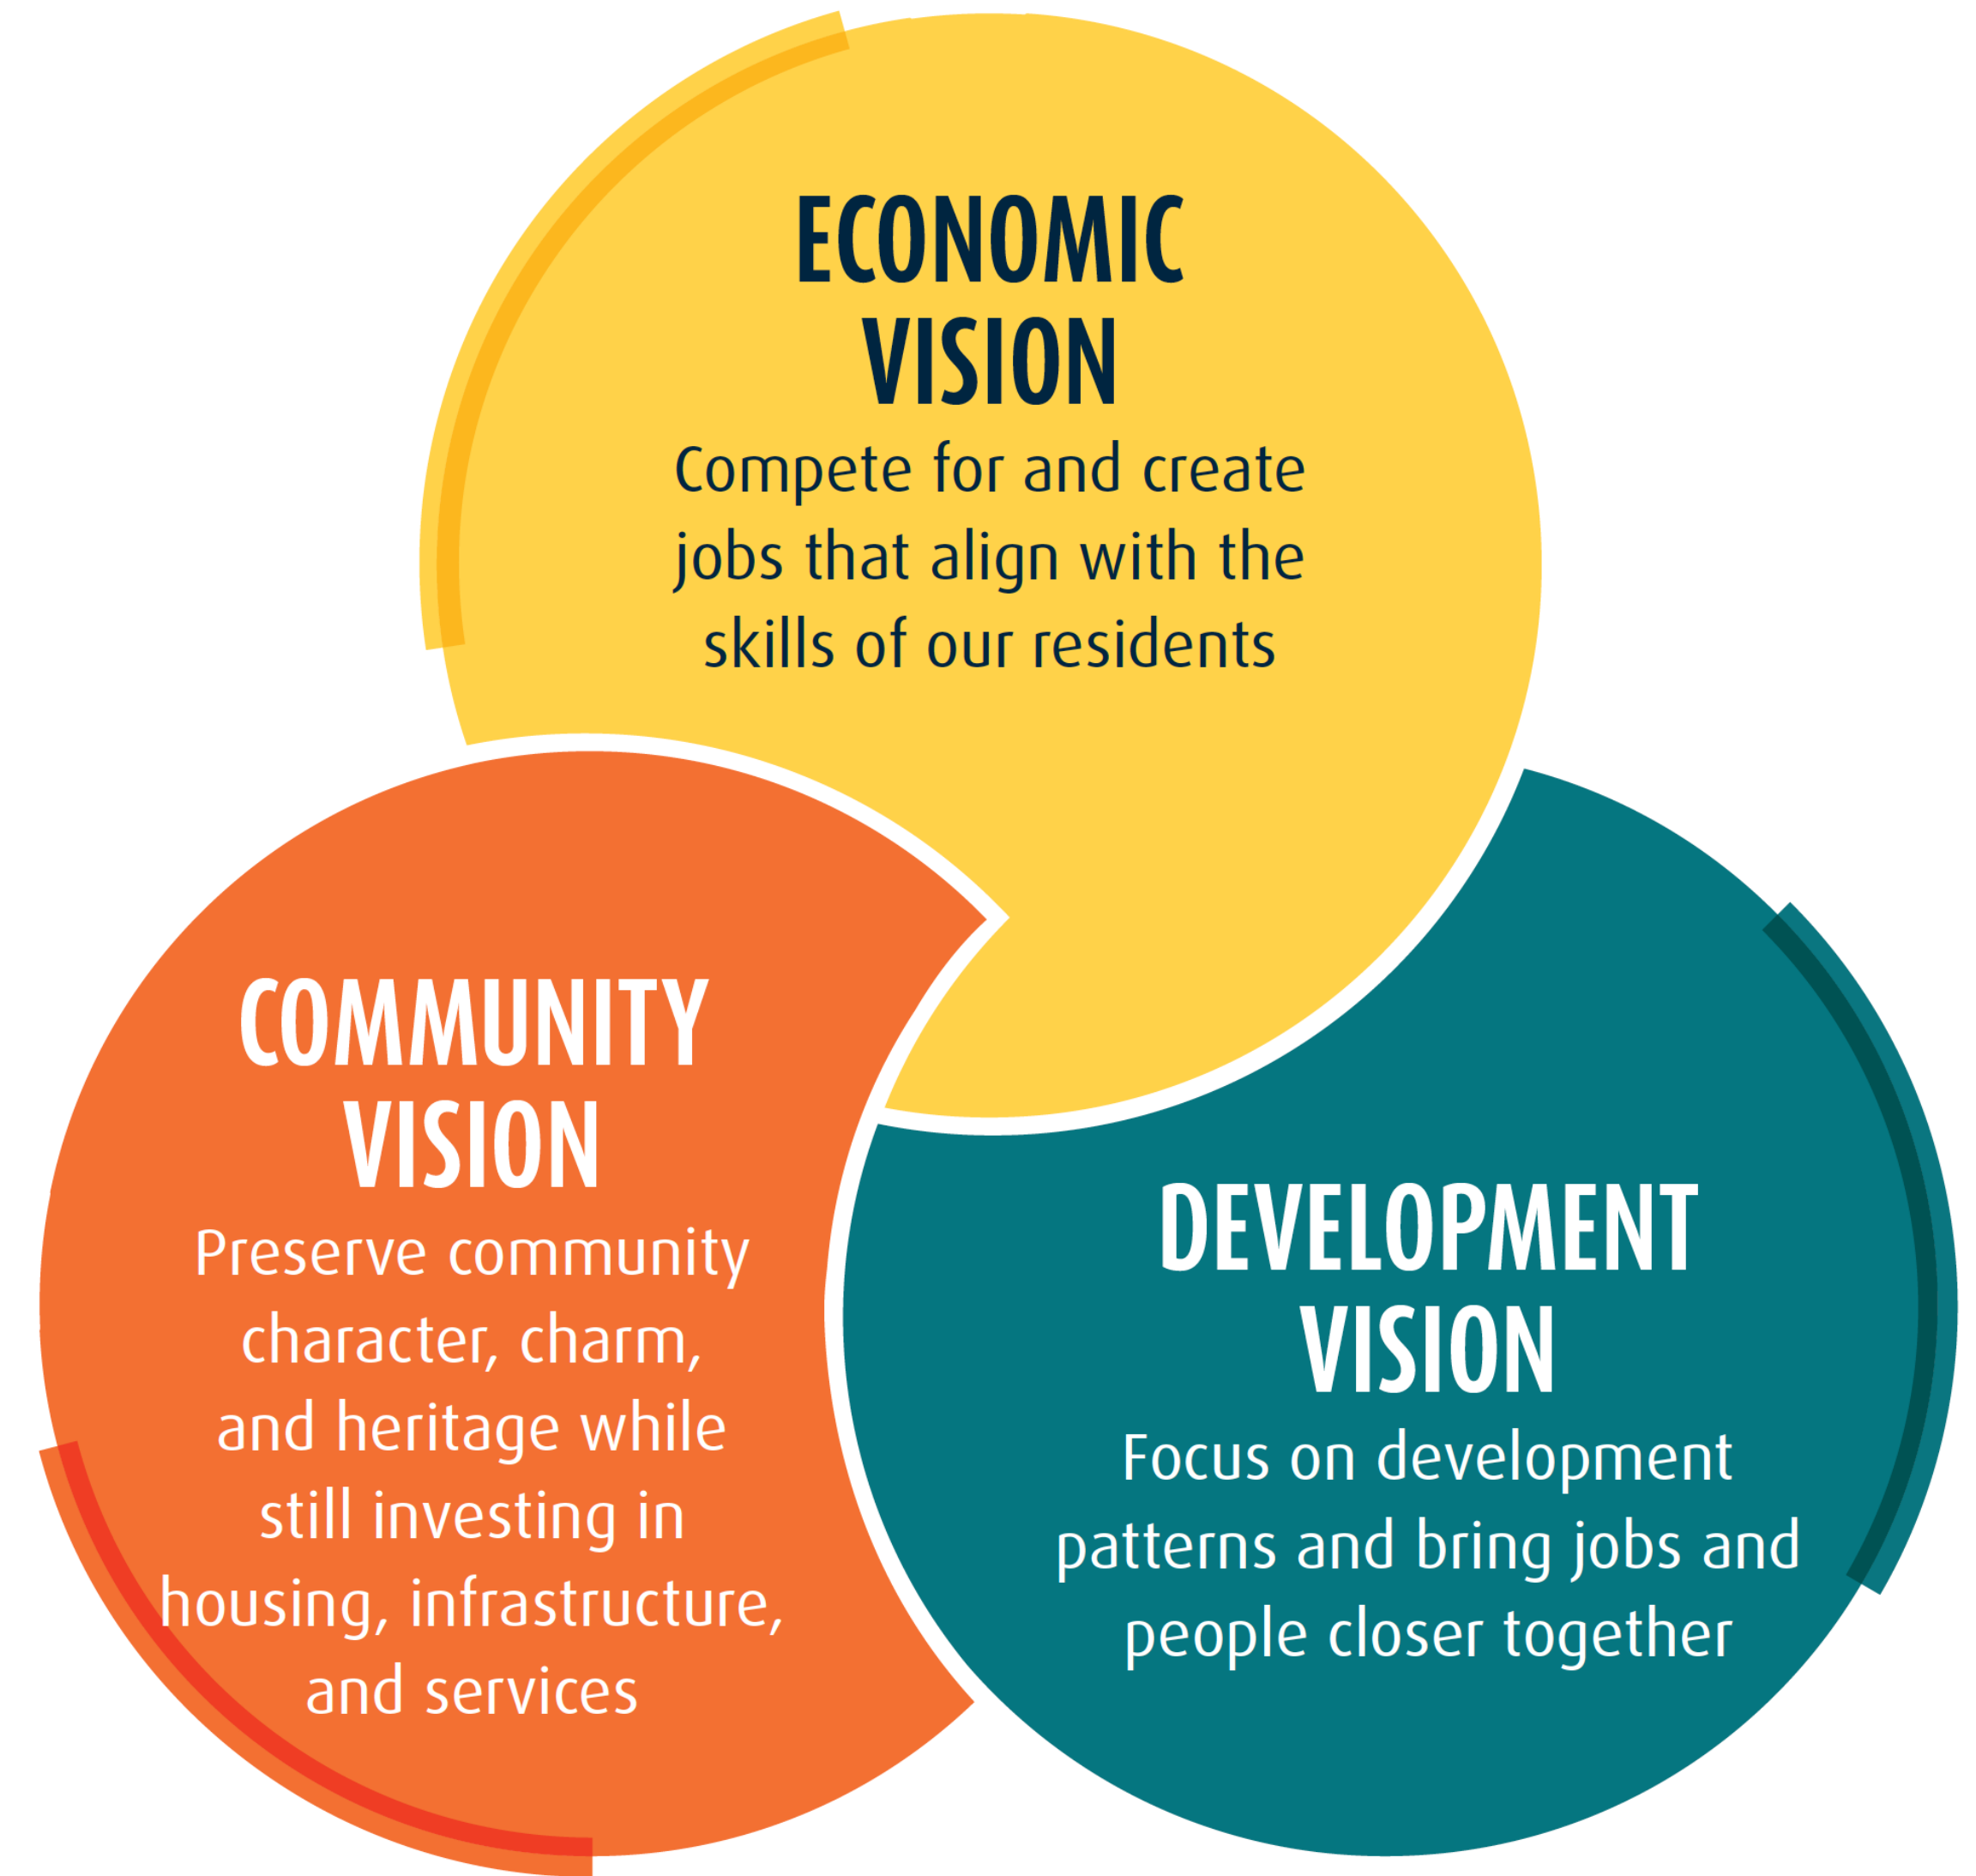 ECONOMIC
VISION
Compete for and create
jobs that align with the
skills of our residents
COMMUNITY
VISION
Preserve community
character, charm,
and heritage while
still investing in
housing, infrastructure,
and services
DEVELOPMENT
VISION
Focus on development
patterns and bring jobs and
people closer together